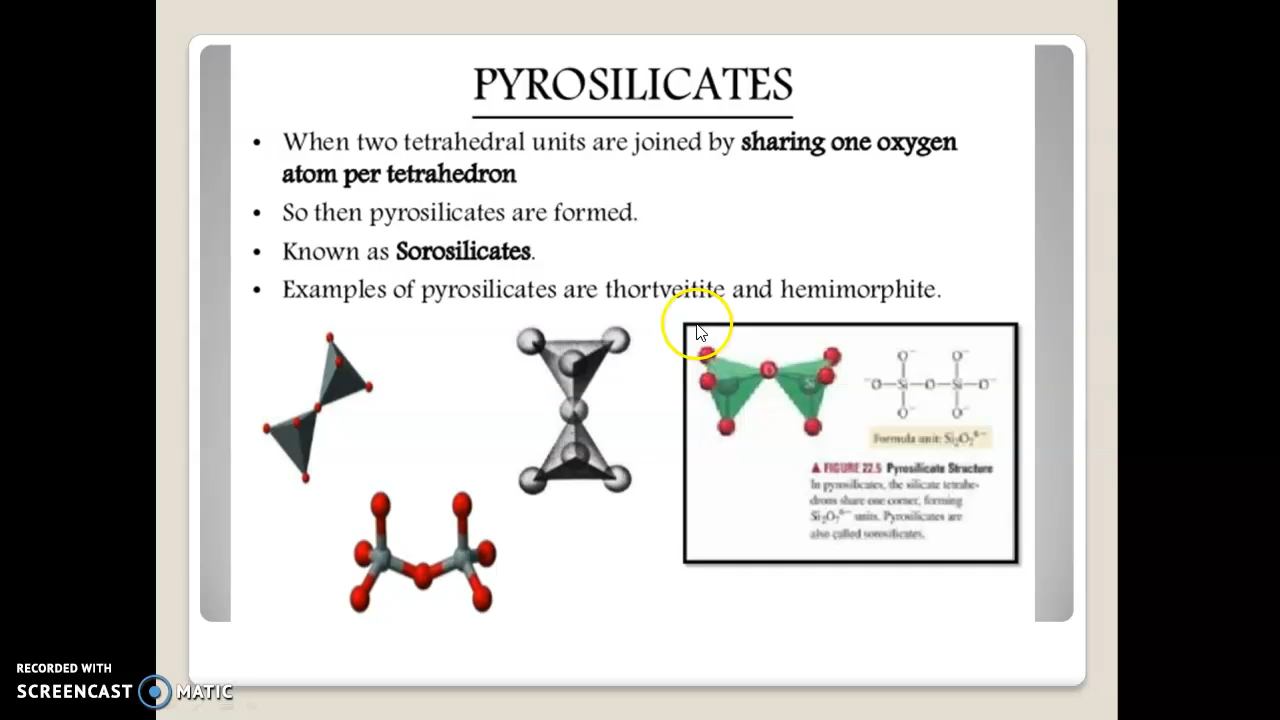 PYROSILICATES
• When two tetrahedral units are joined by sharing one oxygen
atom per tetrahedron
• So then pyrosilicates are formed.
• Known as Sorosilicates.
• Examples of pyrosilicates are thortveitite and hemimorphite.
O⁻ O⁻
⁻O–Si–O–Si–O⁻
O⁻ O⁻
Formula unit: Si₂O₇⁶⁻
▲ FIGURE 22.5 Pyrosilicate Structure
In pyrosilicates, the silicate tetrahe-
drons share one corner, forming
Si₂O₇⁶⁻ units. Pyrosilicates are
also called sorosilicates.
RECORDED WITH
SCREENCAST MATIC